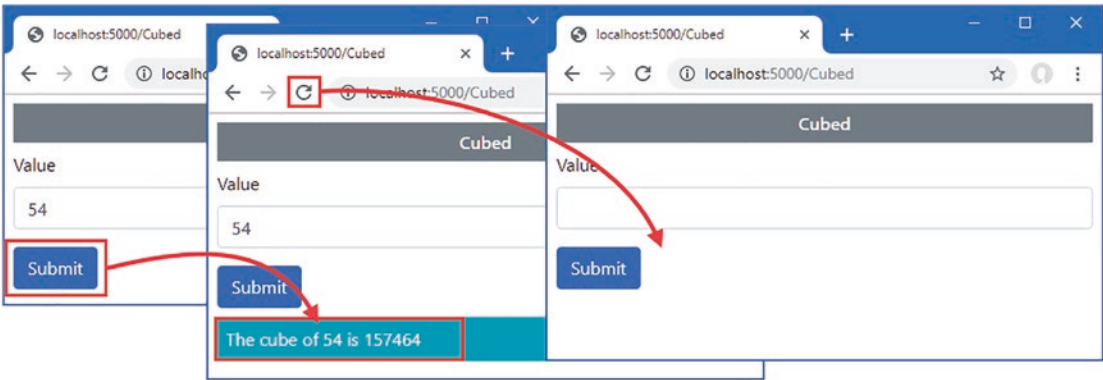 localhost:5000/Cubed
Value
54
Submit
localhost:5000/Cubed
localhost:5000/Cubed
Cubed
Value
54
Submit
The cube of 54 is 157464
localhost:5000/Cubed
localhost:5000/Cubed
Cubed
Value
Submit